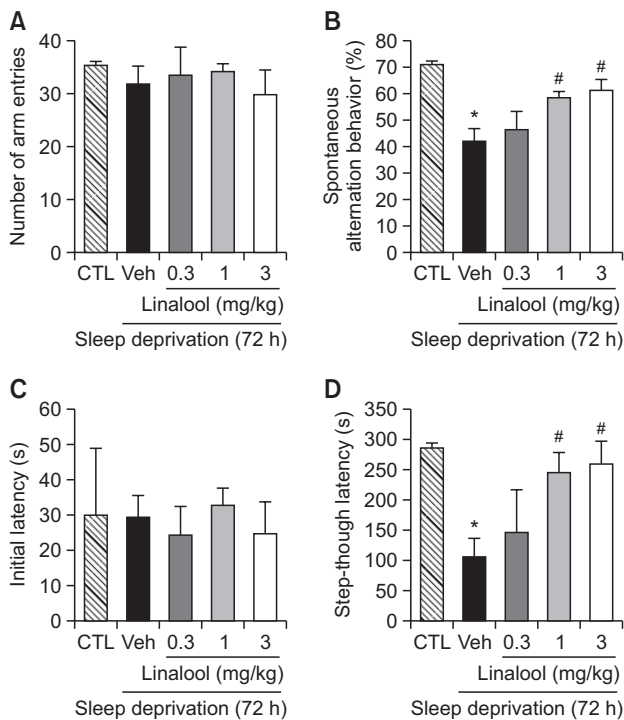 A
Number of arm entries
40
30
20
10
0
CTL Veh 0.3 1 3
Linalool (mg/kg)
Sleep deprivation (72 h)
B
Spontaneous
alternation behavior (%)
80
70
60
50
40
30
20
10
0
*
#
#
CTL Veh 0.3 1 3
Linalool (mg/kg)
Sleep deprivation (72 h)
C
Initial latency (s)
60
50
40
30
20
10
0
CTL Veh 0.3 1 3
Linalool (mg/kg)
Sleep deprivation (72 h)
D
Step-though latency (s)
350
300
250
200
150
100
50
0
*
#
#
CTL Veh 0.3 1 3
Linalool (mg/kg)
Sleep deprivation (72 h)